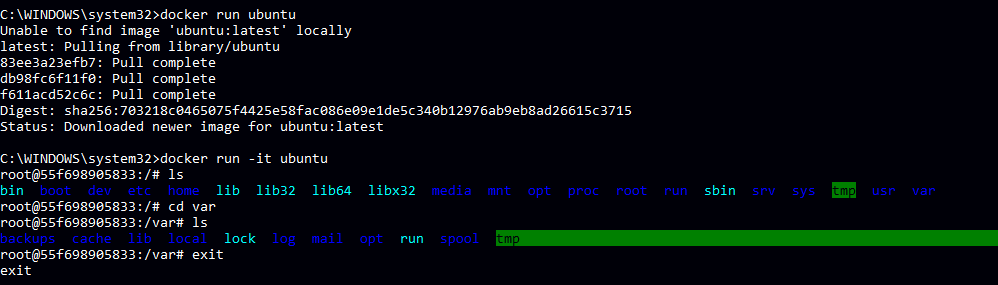 C:\WINDOWS\system32>docker run ubuntu
Unable to find image 'ubuntu:latest' locally
latest: Pulling from library/ubuntu
83ee3a23efb7: Pull complete
db98fc6f11f0: Pull complete
f611acd52c6c: Pull complete
Digest: sha256:703218c0465075f4425e58fac086e09e1de5c340b12976ab9eb8ad26615c3715
Status: Downloaded newer image for ubuntu:latest
C:\WINDOWS\system32>docker run -it ubuntu
root@55f698905833:/# ls
bin  boot  dev  etc  home  lib  lib32  lib64  libx32  media  mnt  opt  proc  root  run  sbin  srv  sys  tmp  usr  var
root@55f698905833:/# cd var
root@55f698905833:/var# ls
backups  cache  lib  local  lock  log  mail  opt  run  spool  tmp
root@55f698905833:/var# exit
exit